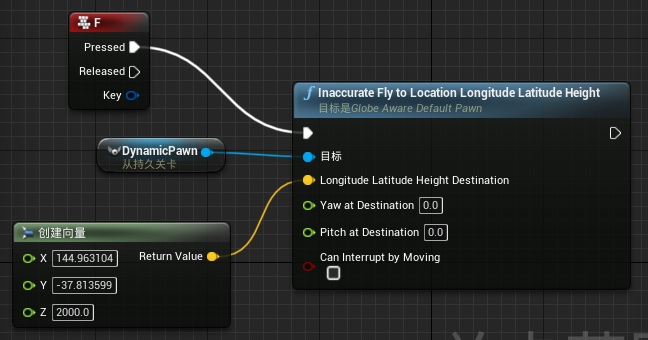 F
Pressed
Released
Key
Inaccurate Fly to Location Longitude Latitude Height
目标是Globe Aware Default Pawn
DynamicPawn
从持久关卡
目标
Longitude Latitude Height Destination
Yaw at Destination 0.0
Pitch at Destination 0.0
Can Interrupt by Moving
创建向量
X 144.963104 Return Value
Y -37.813599
Z 2000.0